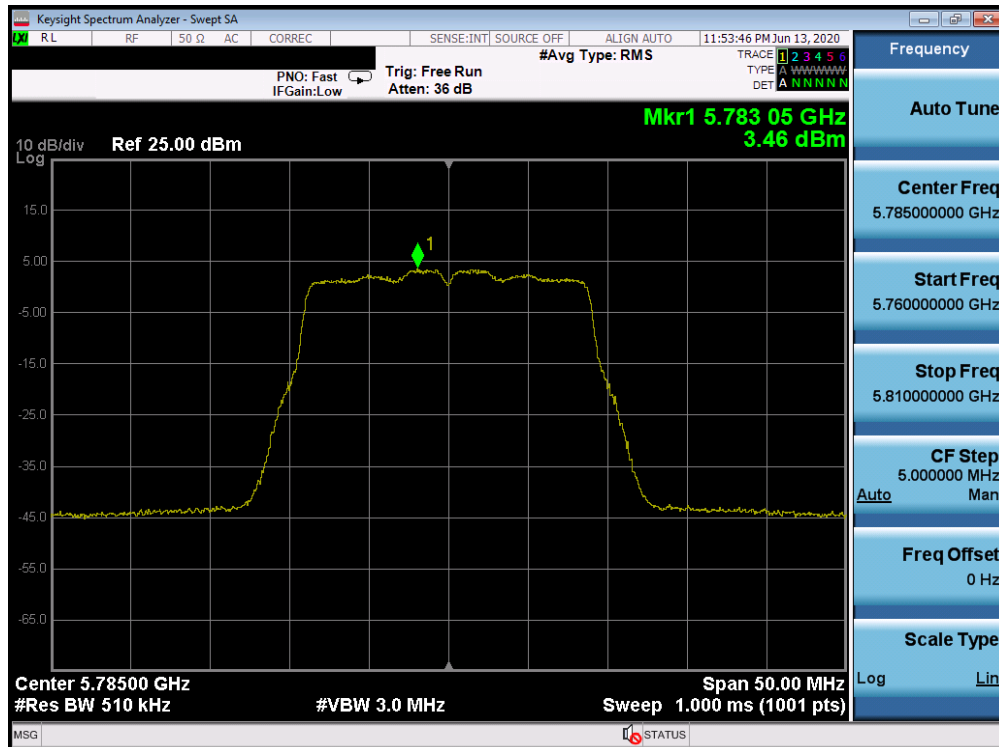 Keysight Spectrum Analyzer - Swept SA
LXI RL RF 50 Ω AC CORREC SENSE:INT SOURCE OFF ALIGN AUTO 11:53:46 PM Jun 13, 2020
#Avg Type: RMS
TRACE 1 2 3 4 5 6
TYPE A WWWWW
DET A N N N N N
PNO: Fast
IFGain:Low
Trig: Free Run
Atten: 36 dB
Mkr1 5.783 05 GHz
3.46 dBm
10 dB/div
Log
Ref 25.00 dBm
1
15.0
5.00
-5.00
-15.0
-25.0
-35.0
-45.0
-55.0
-65.0
Center 5.78500 GHz
Span 50.00 MHz
#Res BW 510 kHz
#VBW 3.0 MHz
Sweep 1.000 ms (1001 pts)
MSG
STATUS
Frequency
Auto Tune
Center Freq
5.785000000 GHz
Start Freq
5.760000000 GHz
Stop Freq
5.810000000 GHz
CF Step
5.000000 MHz
Auto Man
Freq Offset
0 Hz
Scale Type
Log Lin